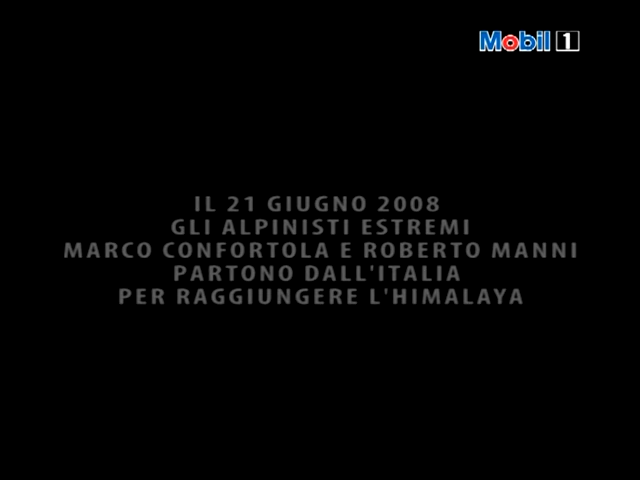 Mobil 1
IL 21 GIUGNO 2008
GLI ALPINISTI ESTREMI
MARCO CONFORTOLA E ROBERTO MANNI
PARTONO DALL'ITALIA
PER RAGGIUNGERE L'HIMALAYA